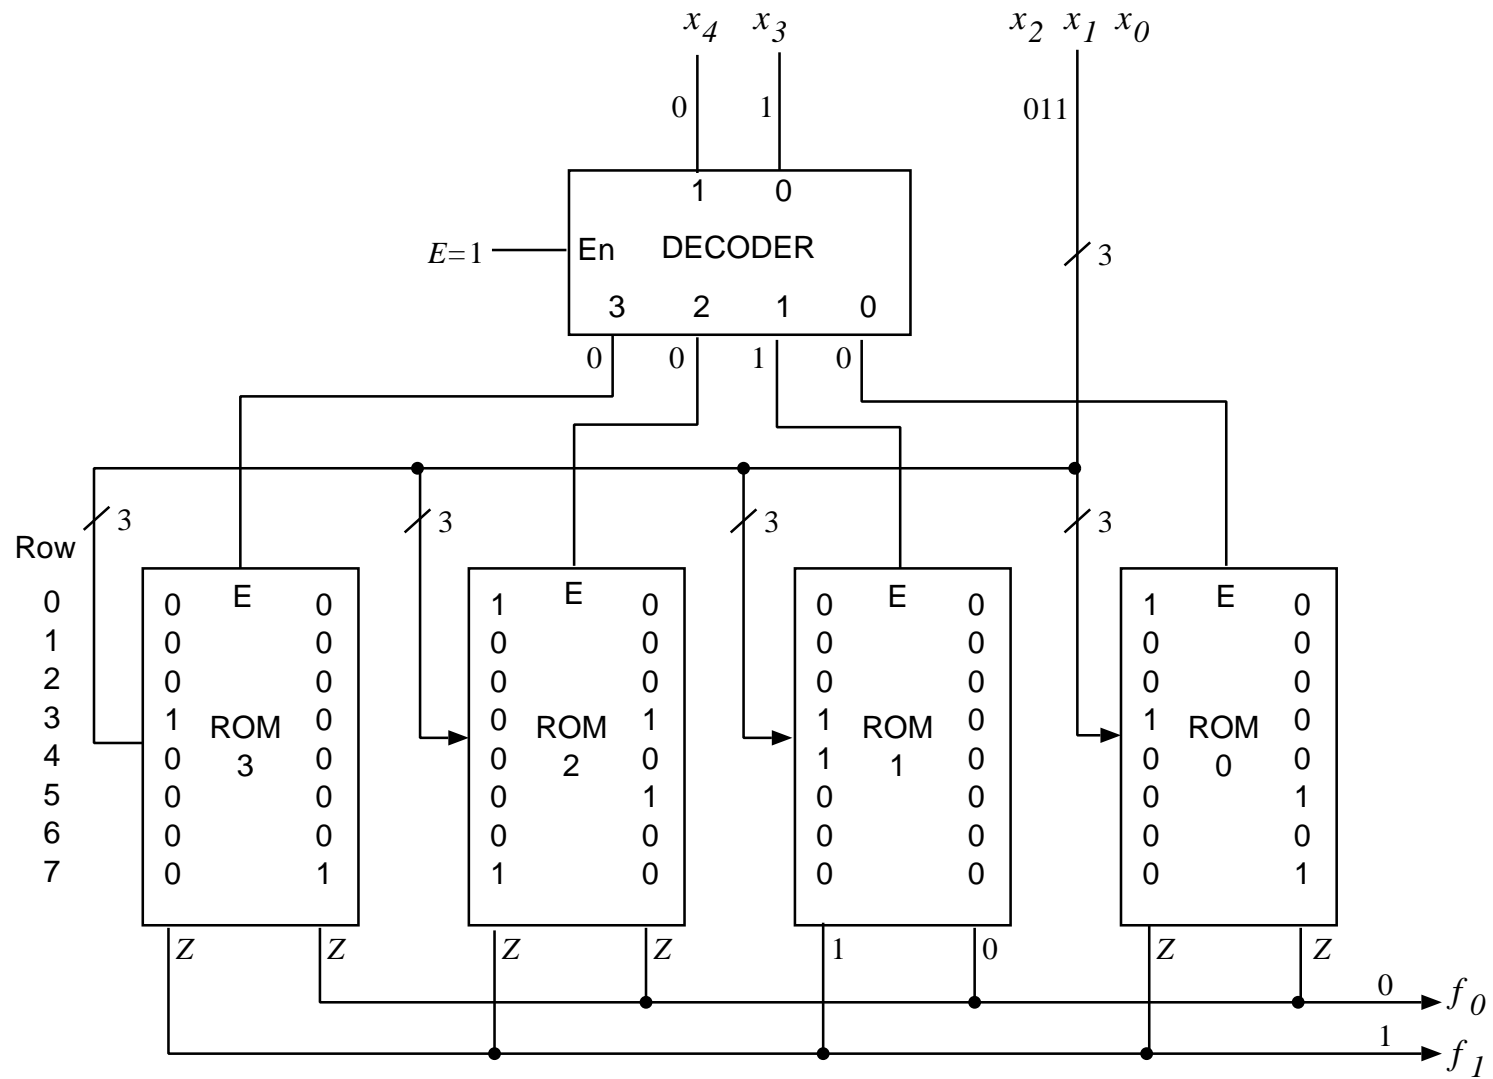 x4 x3 x2 x1 x0
0 1 011
1 0
E=1 En DECODER 3
3 2 1 0
0 0 1 0
3 3 3 3
Row
E E E E
0 0 0 1 0 0 0 1 0
1 0 0 0 0 0 0 0 0
2 0 0 0 0 0 0 0 0
3 1 0 0 1 1 0 1 0
ROM ROM ROM ROM
4 0 0 0 0 1 0 0 0
3 2 1 0
5 0 0 0 1 0 0 0 1
6 0 0 0 0 0 0 0 0
7 0 1 1 0 0 0 0 1
Z Z Z Z 1 0 Z Z
0 f0
1 f1